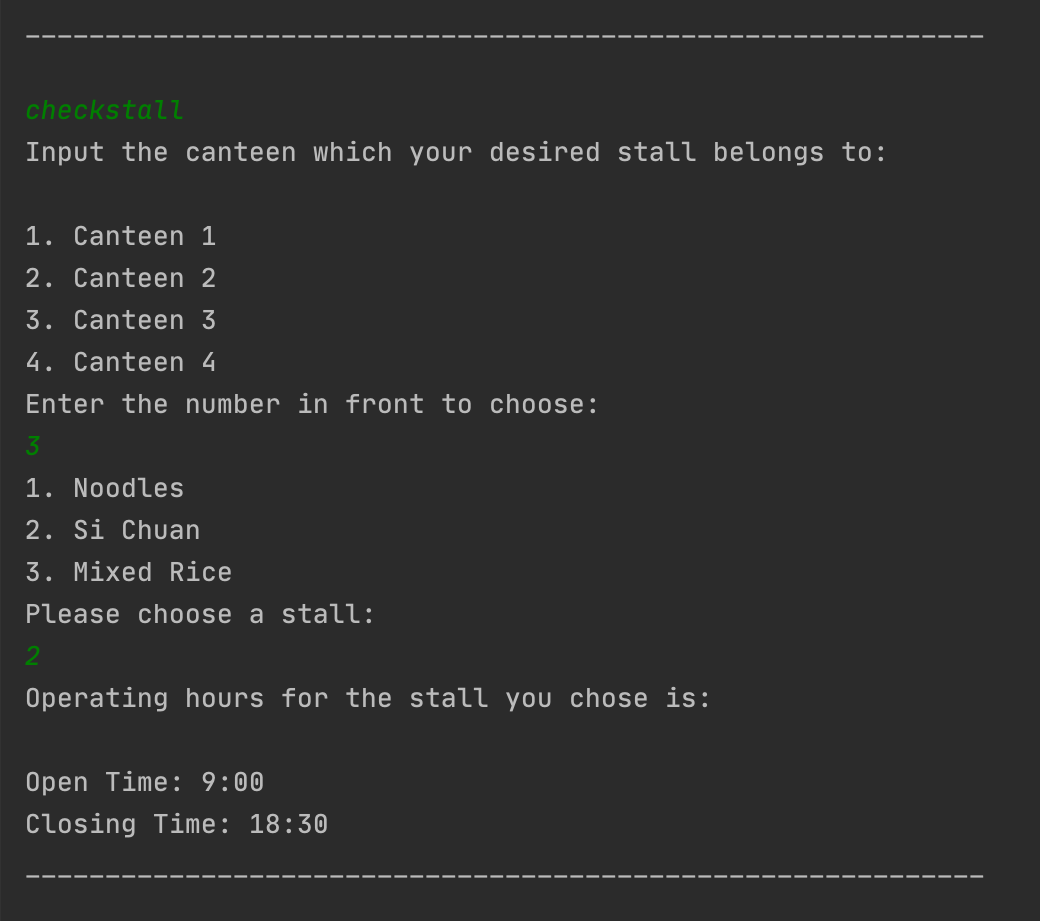 ____________________________________________________________
checkstall
Input the canteen which your desired stall belongs to:
1. Canteen 1
2. Canteen 2
3. Canteen 3
4. Canteen 4
Enter the number in front to choose:
3
1. Noodles
2. Si Chuan
3. Mixed Rice
Please choose a stall:
2
Operating hours for the stall you chose is:
Open Time: 9:00
Closing Time: 18:30
____________________________________________________________